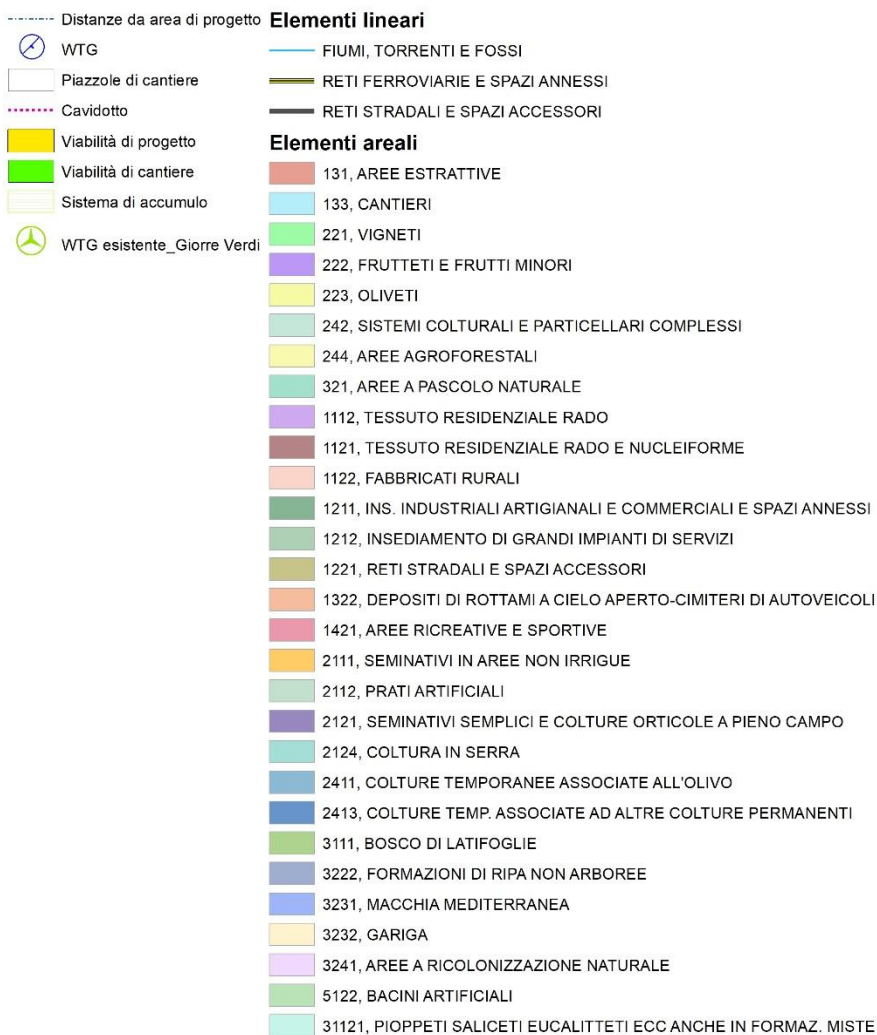 Distanze da area di progetto
WTG
Piazzole di cantiere
Cavidotto
Viabilità di progetto
Viabilità di cantiere
Sistema di accumulo
WTG esistente_Giorre Verdi
Elementi lineari
FIUMI, TORRENTI E FOSSI
RETI FERROVIARIE E SPAZI ANNESSI
RETI STRADALI E SPAZI ACCESSORI
Elementi areali
131, AREE ESTRATTIVE
133, CANTIERI
221, VIGNETI
222, FRUTTETI E FRUTTI MINORI
223, OLIVETI
242, SISTEMI COLTURALI E PARTICELLARI COMPLESSI
244, AREE AGROFORESTALI
321, AREE A PASCOLO NATURALE
1112, TESSUTO RESIDENZIALE RADO
1121, TESSUTO RESIDENZIALE RADO E NUCLEIFORME
1122, FABBRICATI RURALI
1211, INS. INDUSTRIALI ARTIGIANALI E COMMERCIALI E SPAZI ANNESSI
1212, INSEDIAMENTO DI GRANDI IMPIANTI DI SERVIZI
1221, RETI STRADALI E SPAZI ACCESSORI
1322, DEPOSITI DI ROTTAMI A CIELO APERTO-CIMITERI DI AUTOVEICOLI
1421, AREE RICREATIVE E SPORTIVE
2111, SEMINATIVI IN AREE NON IRRIGUE
2112, PRATI ARTIFICIALI
2121, SEMINATIVI SEMPLICI E COLTURE ORTICOLE A PIENO CAMPO
2124, COLTURA IN SERRA
2411, COLTURE TEMPORANEE ASSOCIATE ALL'OLIVO
2413, COLTURE TEMP. ASSOCIATE AD ALTRE COLTURE PERMANENTI
3111, BOSCO DI LATIFOGLIE
3222, FORMAZIONI DI RIPA NON ARBOREE
3231, MACCHIA MEDITERRANEA
3232, GARIGA
3241, AREE A RICOLONIZZAZIONE NATURALE
5122, BACINI ARTIFICIALI
31121, PIOPPETI SALICETI EUCALITTETI ECC ANCHE IN FORMAZ. MISTE